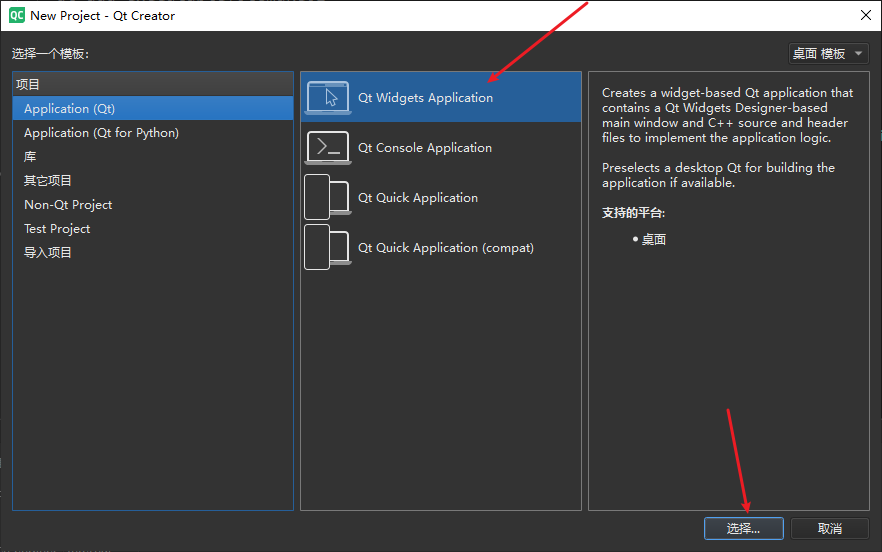 QC New Project - Qt Creator
选择一个模板:
桌面 模板
项目
Application (Qt)
Application (Qt for Python)
库
其它项目
Non-Qt Project
Test Project
导入项目
Qt Widgets Application
Qt Console Application
Qt Quick Application
Qt Quick Application (compat)
Creates a widget-based Qt application that
contains a Qt Widgets Designer-based
main window and C++ source and header
files to implement the application logic.
Preselects a desktop Qt for building the
application if available.
支持的平台:
• 桌面
选择...
取消